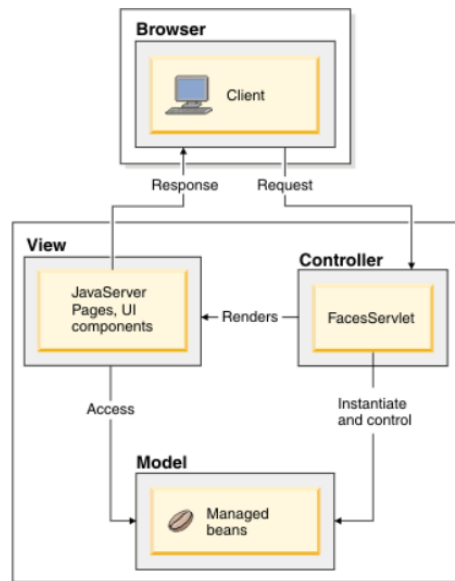 Browser
Client
Response
Request
View
Controller
JavaServer
Pages, UI
components
Renders
FacesServlet
Access
Instantiate
and control
Model
Managed
beans